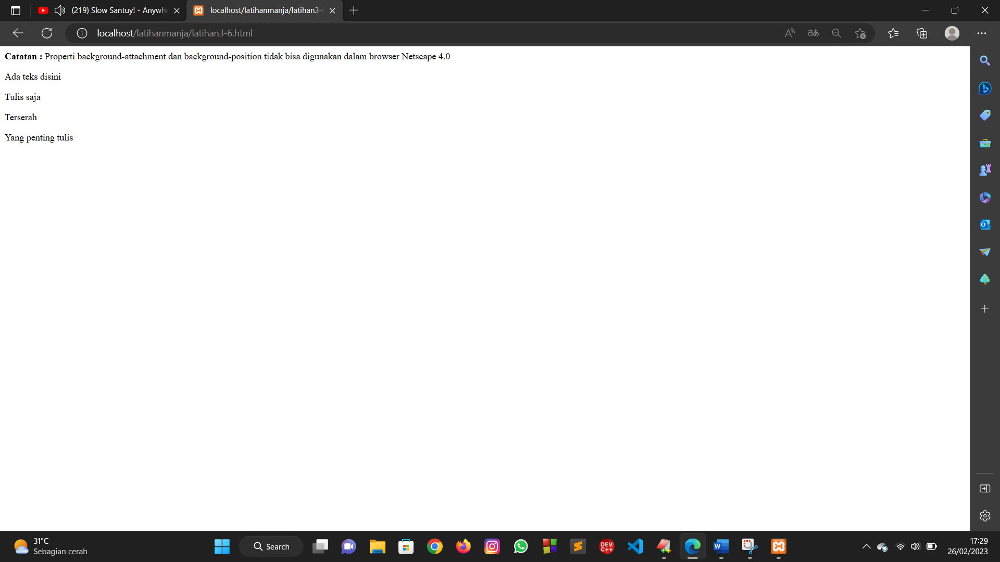 (219) Slow Santuy! - Anywh
localhost/latihanmanja/latihan3-
localhost/latihanmanja/latihan3-6.html
Catatan : Properti background-attachment dan background-position tidak bisa digunakan dalam browser Netscape 4.0
Ada teks disini
Tulis saja
Terserah
Yang penting tulis
31°C
Sebagian cerah
Search
DEV
C++
17:29
26/02/2023